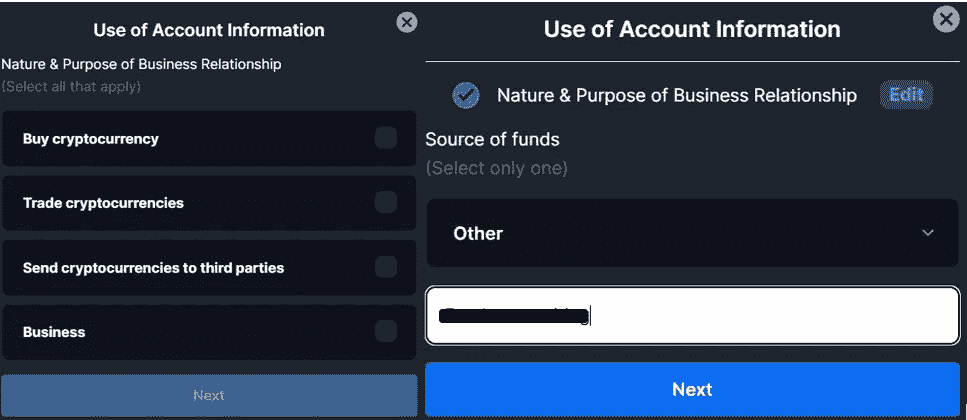 Use of Account Information
Nature & Purpose of Business Relationship
(Select all that apply)
Buy cryptocurrency
Trade cryptocurrencies
Send cryptocurrencies to third parties
Business
Next
Use of Account Information
Nature & Purpose of Business Relationship Edit
Source of funds
(Select only one)
Other
Next